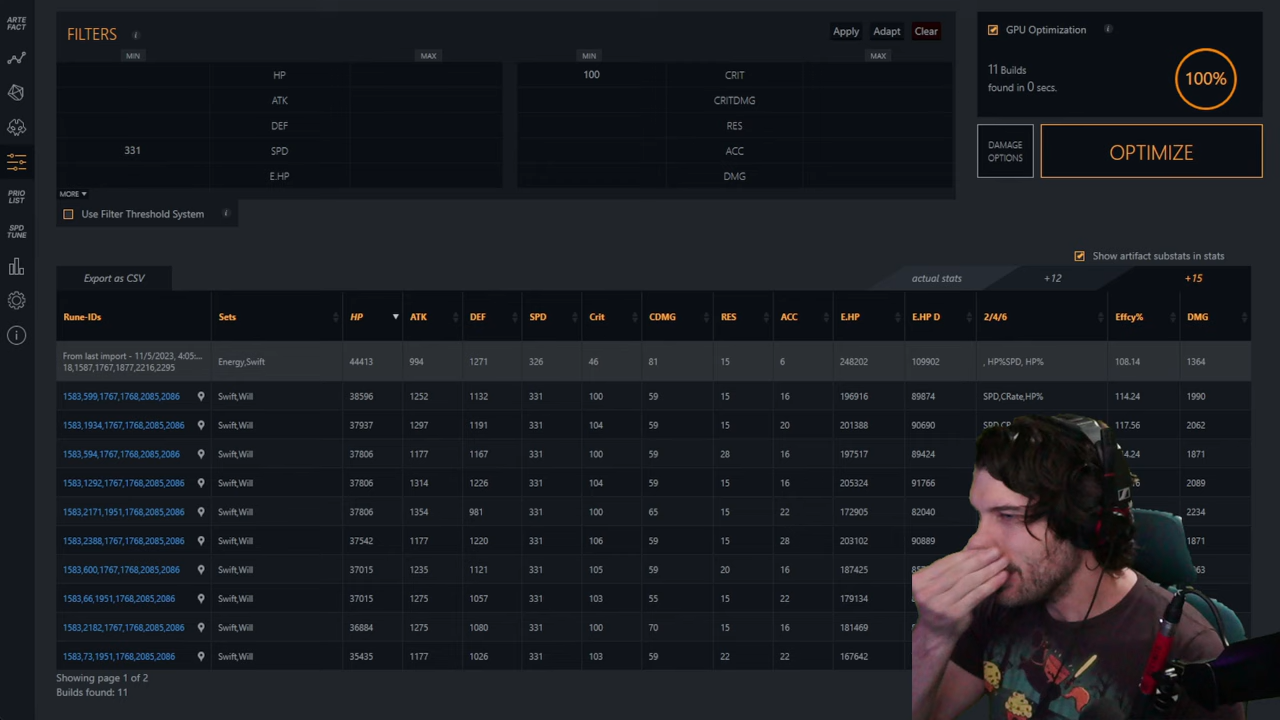 ARTE
FACT
PRIO
LIST
SPD
TUNE
FILTERS
Apply
Adapt
Clear
MIN
MAX
MIN
MAX
HP
100
CRIT
ATK
CRITDMG
DEF
RES
331
SPD
ACC
E.HP
DMG
MORE
Use Filter Threshold System
GPU Optimization
11 Builds
found in 0 secs.
100%
DAMAGE
OPTIONS
OPTIMIZE
Show artifact substats in stats
Export as CSV
actual stats
+12
+15
Rune-IDs Sets HP ATK DEF SPD Crit CDMG RES ACC E.HP E.HP D 2/4/6 Effcy% DMG
From last import - 11/5/2023, 4:05:...
18,1587,1767,1877,2216,2295
Energy,Swift 44413 994 1271 326 46 81 15 6 248202 109902 , HP%SPD, HP% 108.14 1364
1583,599,1767,1768,2085,2086 Swift,Will 38596 1252 1132 331 100 59 15 16 196916 89874 SPD,CRate,HP% 114.24 1990
1583,1934,1767,1768,2085,2086 Swift,Will 37937 1297 1191 331 104 59 15 20 201388 90690 117.56 2062
1583,594,1767,1768,2085,2086 Swift,Will 37806 1177 1167 331 100 59 28 16 197517 89424 1871
1583,1292,1767,1768,2085,2086 Swift,Will 37806 1314 1226 331 104 59 15 16 205324 91766 2089
1583,2171,1951,1768,2085,2086 Swift,Will 37806 1354 981 331 100 65 15 22 172905 82040 2234
1583,2388,1767,1768,2085,2086 Swift,Will 37542 1177 1220 331 106 59 15 28 203102 90889 1871
1583,600,1767,1768,2085,2086 Swift,Will 37015 1235 1121 331 105 59 20 16 187425
1583,66,1951,1768,2085,2086 Swift,Will 37015 1275 1057 331 103 55 15 22 179134
1583,2182,1767,1768,2085,2086 Swift,Will 36884 1275 1080 331 100 70 15 16 181469
1583,73,1951,1768,2085,2086 Swift,Will 35435 1177 1026 331 103 59 22 22 167642
Showing page 1 of 2
Builds found: 11